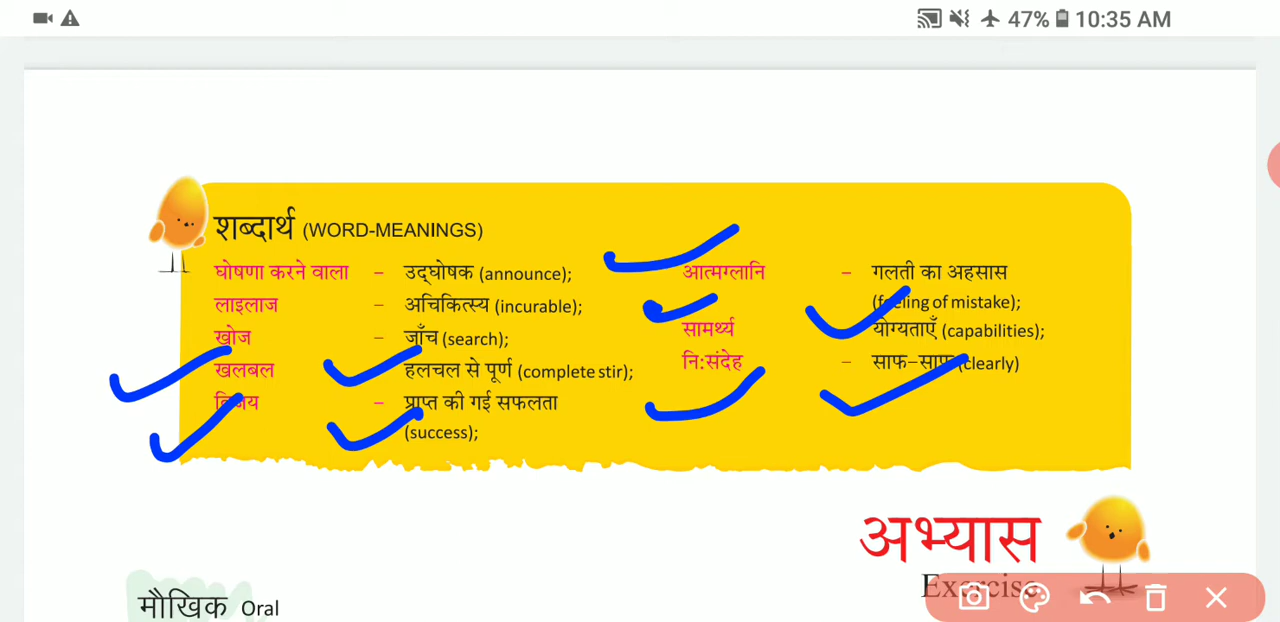 47% 10:35 AM
शब्दार्थ (WORD-MEANINGS)
घोषणा करने वाला – उद्घोषक (announce);
लाइलाज – अचिकित्स्य (incurable);
खोज – जाँच (search);
खलबल – हलचल से पूर्ण (complete stir);
विजय – प्राप्त की गई सफलता
(success);
आत्मग्लानि – गलती का अहसास
(feeling of mistake);
सामर्थ्य – योग्यताएँ (capabilities);
नि:संदेह – साफ-साफ (clearly)
अभ्यास
Exercise
मौखिक Oral